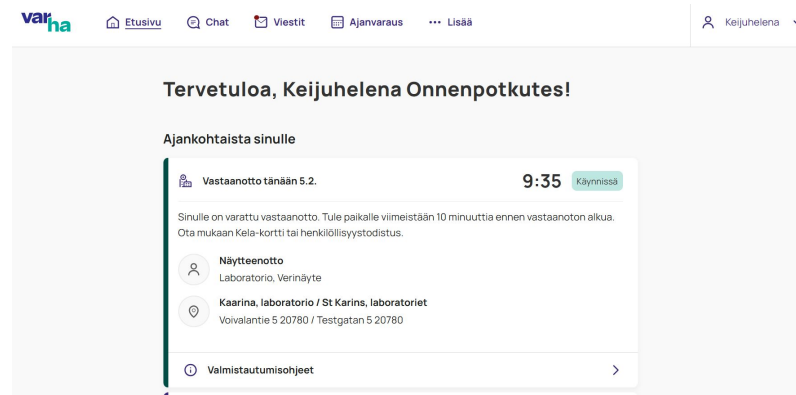 varha
Etusivu
Chat
Viestit
Ajanvaraus
Lisää
Keijuhelena
Tervetuloa, Keijuhelena Onnenpotkutes!
Ajankohtaista sinulle
Vastaanotto tänään 5.2.
9:35
Käynnissä
Sinulle on varattu vastaanotto. Tule paikalle viimeistään 10 minuuttia ennen vastaanoton alkua.
Ota mukaan Kela-kortti tai henkilöllisyystodistus.
Näytteenotto
Laboratorio, Verinäyte
Kaarina, laboratorio / St Karins, laboratoriet
Voivalantie 5 20780 / Testgatan 5 20780
Valmistautumisohjeet